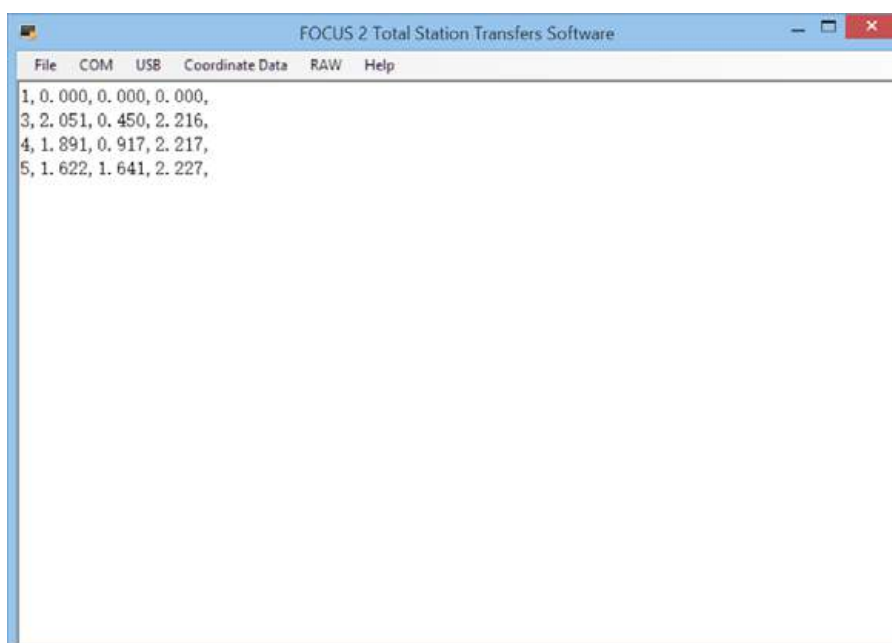 FOCUS 2 Total Station Transfers Software
File COM USB Coordinate Data RAW Help
1, 0. 000, 0. 000, 0. 000,
3, 2. 051, 0. 450, 2. 216,
4, 1. 891, 0. 917, 2. 217,
5, 1. 622, 1. 641, 2. 227,